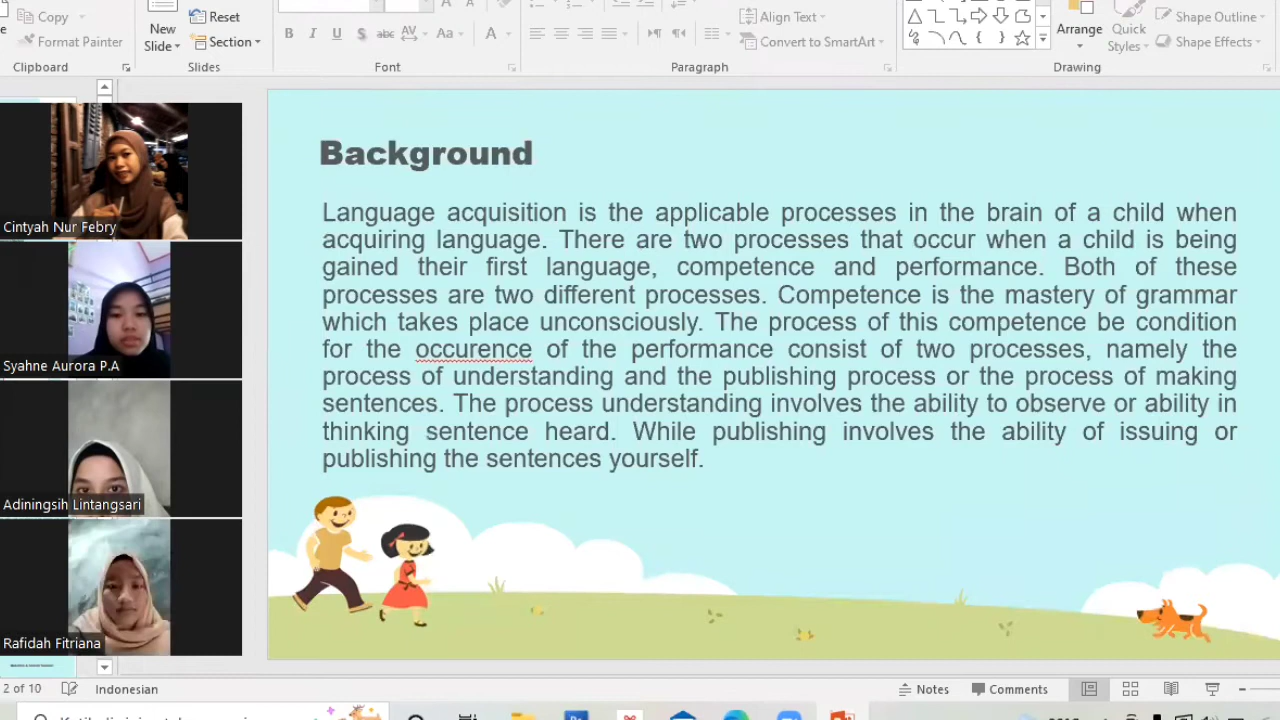 Copy
Format Painter
Clipboard
New
Slide
Reset
Section
Slides
B I U S abc AV Aa A
Font
Align Text
Convert to SmartArt
Paragraph
Arrange
Quick
Styles
Shape Outline
Shape Effects
Drawing
Cintyah Nur Febry
Syahne Aurora P.A
Adiningsih Lintangsari
Rafidah Fitriana
Background
Language acquisition is the applicable processes in the brain of a child when
acquiring language. There are two processes that occur when a child is being
gained their first language, competence and performance. Both of these
processes are two different processes. Competence is the mastery of grammar
which takes place unconsciously. The process of this competence be condition
for the occurence of the performance consist of two processes, namely the
process of understanding and the publishing process or the process of making
sentences. The process understanding involves the ability to observe or ability in
thinking sentence heard. While publishing involves the ability of issuing or
publishing the sentences yourself.
2 of 10
Indonesian
Notes
Comments